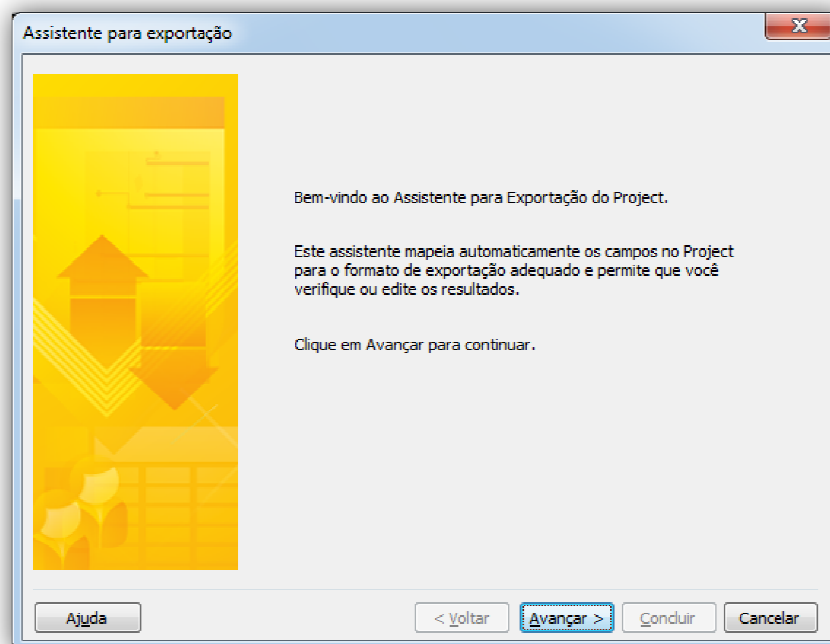 Assistente para exportação
Bem-vindo ao Assistente para Exportação do Project.
Este assistente mapeia automaticamente os campos no Project
para o formato de exportação adequado e permite que você
verifique ou edite os resultados.
Clique em Avançar para continuar.
Ajuda
< Voltar
Avançar >
Concluir
Cancelar